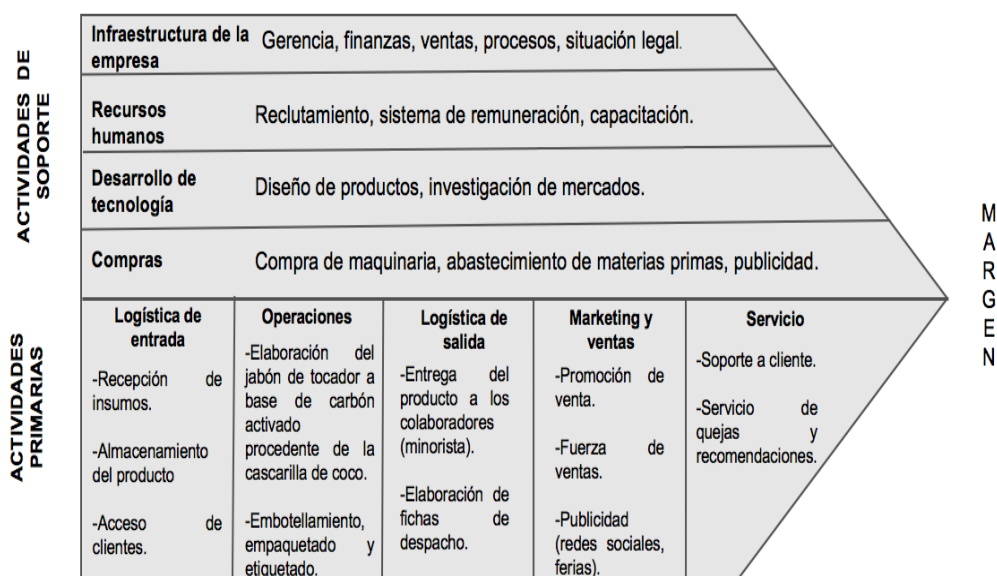 ACTIVIDADES DE
SOPORTE
Infraestructura de la
empresa
Gerencia, finanzas, ventas, procesos, situación legal.
Recursos
humanos
Reclutamiento, sistema de remuneración, capacitación.
Desarrollo de
tecnología
Diseño de productos, investigación de mercados.
Compras
Compra de maquinaria, abastecimiento de materias primas, publicidad.
ACTIVIDADES
PRIMARIAS
Logística de
entrada
-Recepción de
insumos.
-Almacenamiento
del producto
-Acceso de
clientes.
Operaciones
-Elaboración del
jabón de tocador a
base de carbón
activado
procedente de la
cascarilla de coco.
-Embotellamiento,
empaquetado y
etiquetado.
Logística de
salida
-Entrega del
producto a los
colaboradores
(minorista).
-Elaboración de
fichas de
despacho.
Marketing y
ventas
-Promoción de
venta.
-Fuerza de
ventas.
-Publicidad
(redes sociales,
ferias).
Servicio
-Soporte a cliente.
-Servicio de
quejas y
recomendaciones.
M
A
R
G
E
N